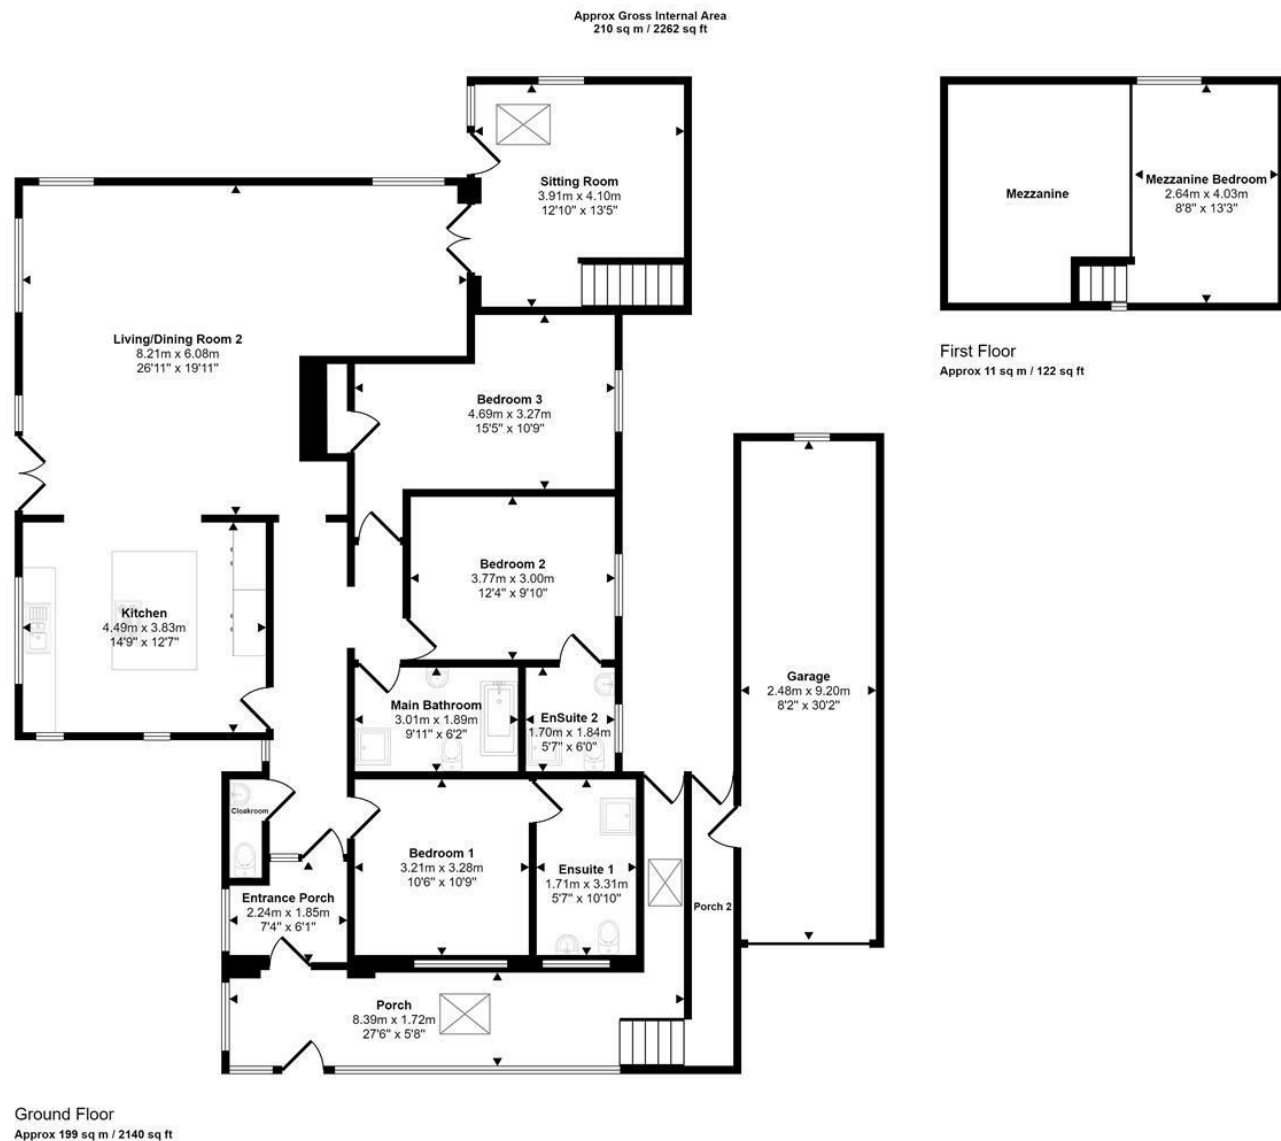 Approx Gross Internal Area
210 sq m / 2262 sq ft
Sitting Room
3.91m x 4.10m
12'10" x 13'5"
Mezzanine
Mezzanine Bedroom
2.64m x 4.03m
8'8" x 13'3"
First Floor
Approx 11 sq m / 122 sq ft
Living/Dining Room 2
8.21m x 6.08m
26'11" x 19'11"
Bedroom 3
4.69m x 3.27m
15'5" x 10'9"
Bedroom 2
3.77m x 3.00m
12'4" x 9'10"
Kitchen
4.49m x 3.83m
14'9" x 12'7"
Garage
2.48m x 9.20m
8'2" x 30'2"
Main Bathroom
3.01m x 1.89m
9'11" x 6'2"
EnSuite 2
1.70m x 1.84m
5'7" x 6'0"
Cloakroom
Bedroom 1
3.21m x 3.28m
10'6" x 10'9"
Ensuite 1
1.71m x 3.31m
5'7" x 10'10"
Entrance Porch
2.24m x 1.85m
7'4" x 6'1"
Porch 2
Porch
8.39m x 1.72m
27'6" x 5'8"
Ground Floor
Approx 199 sq m / 2140 sq ft